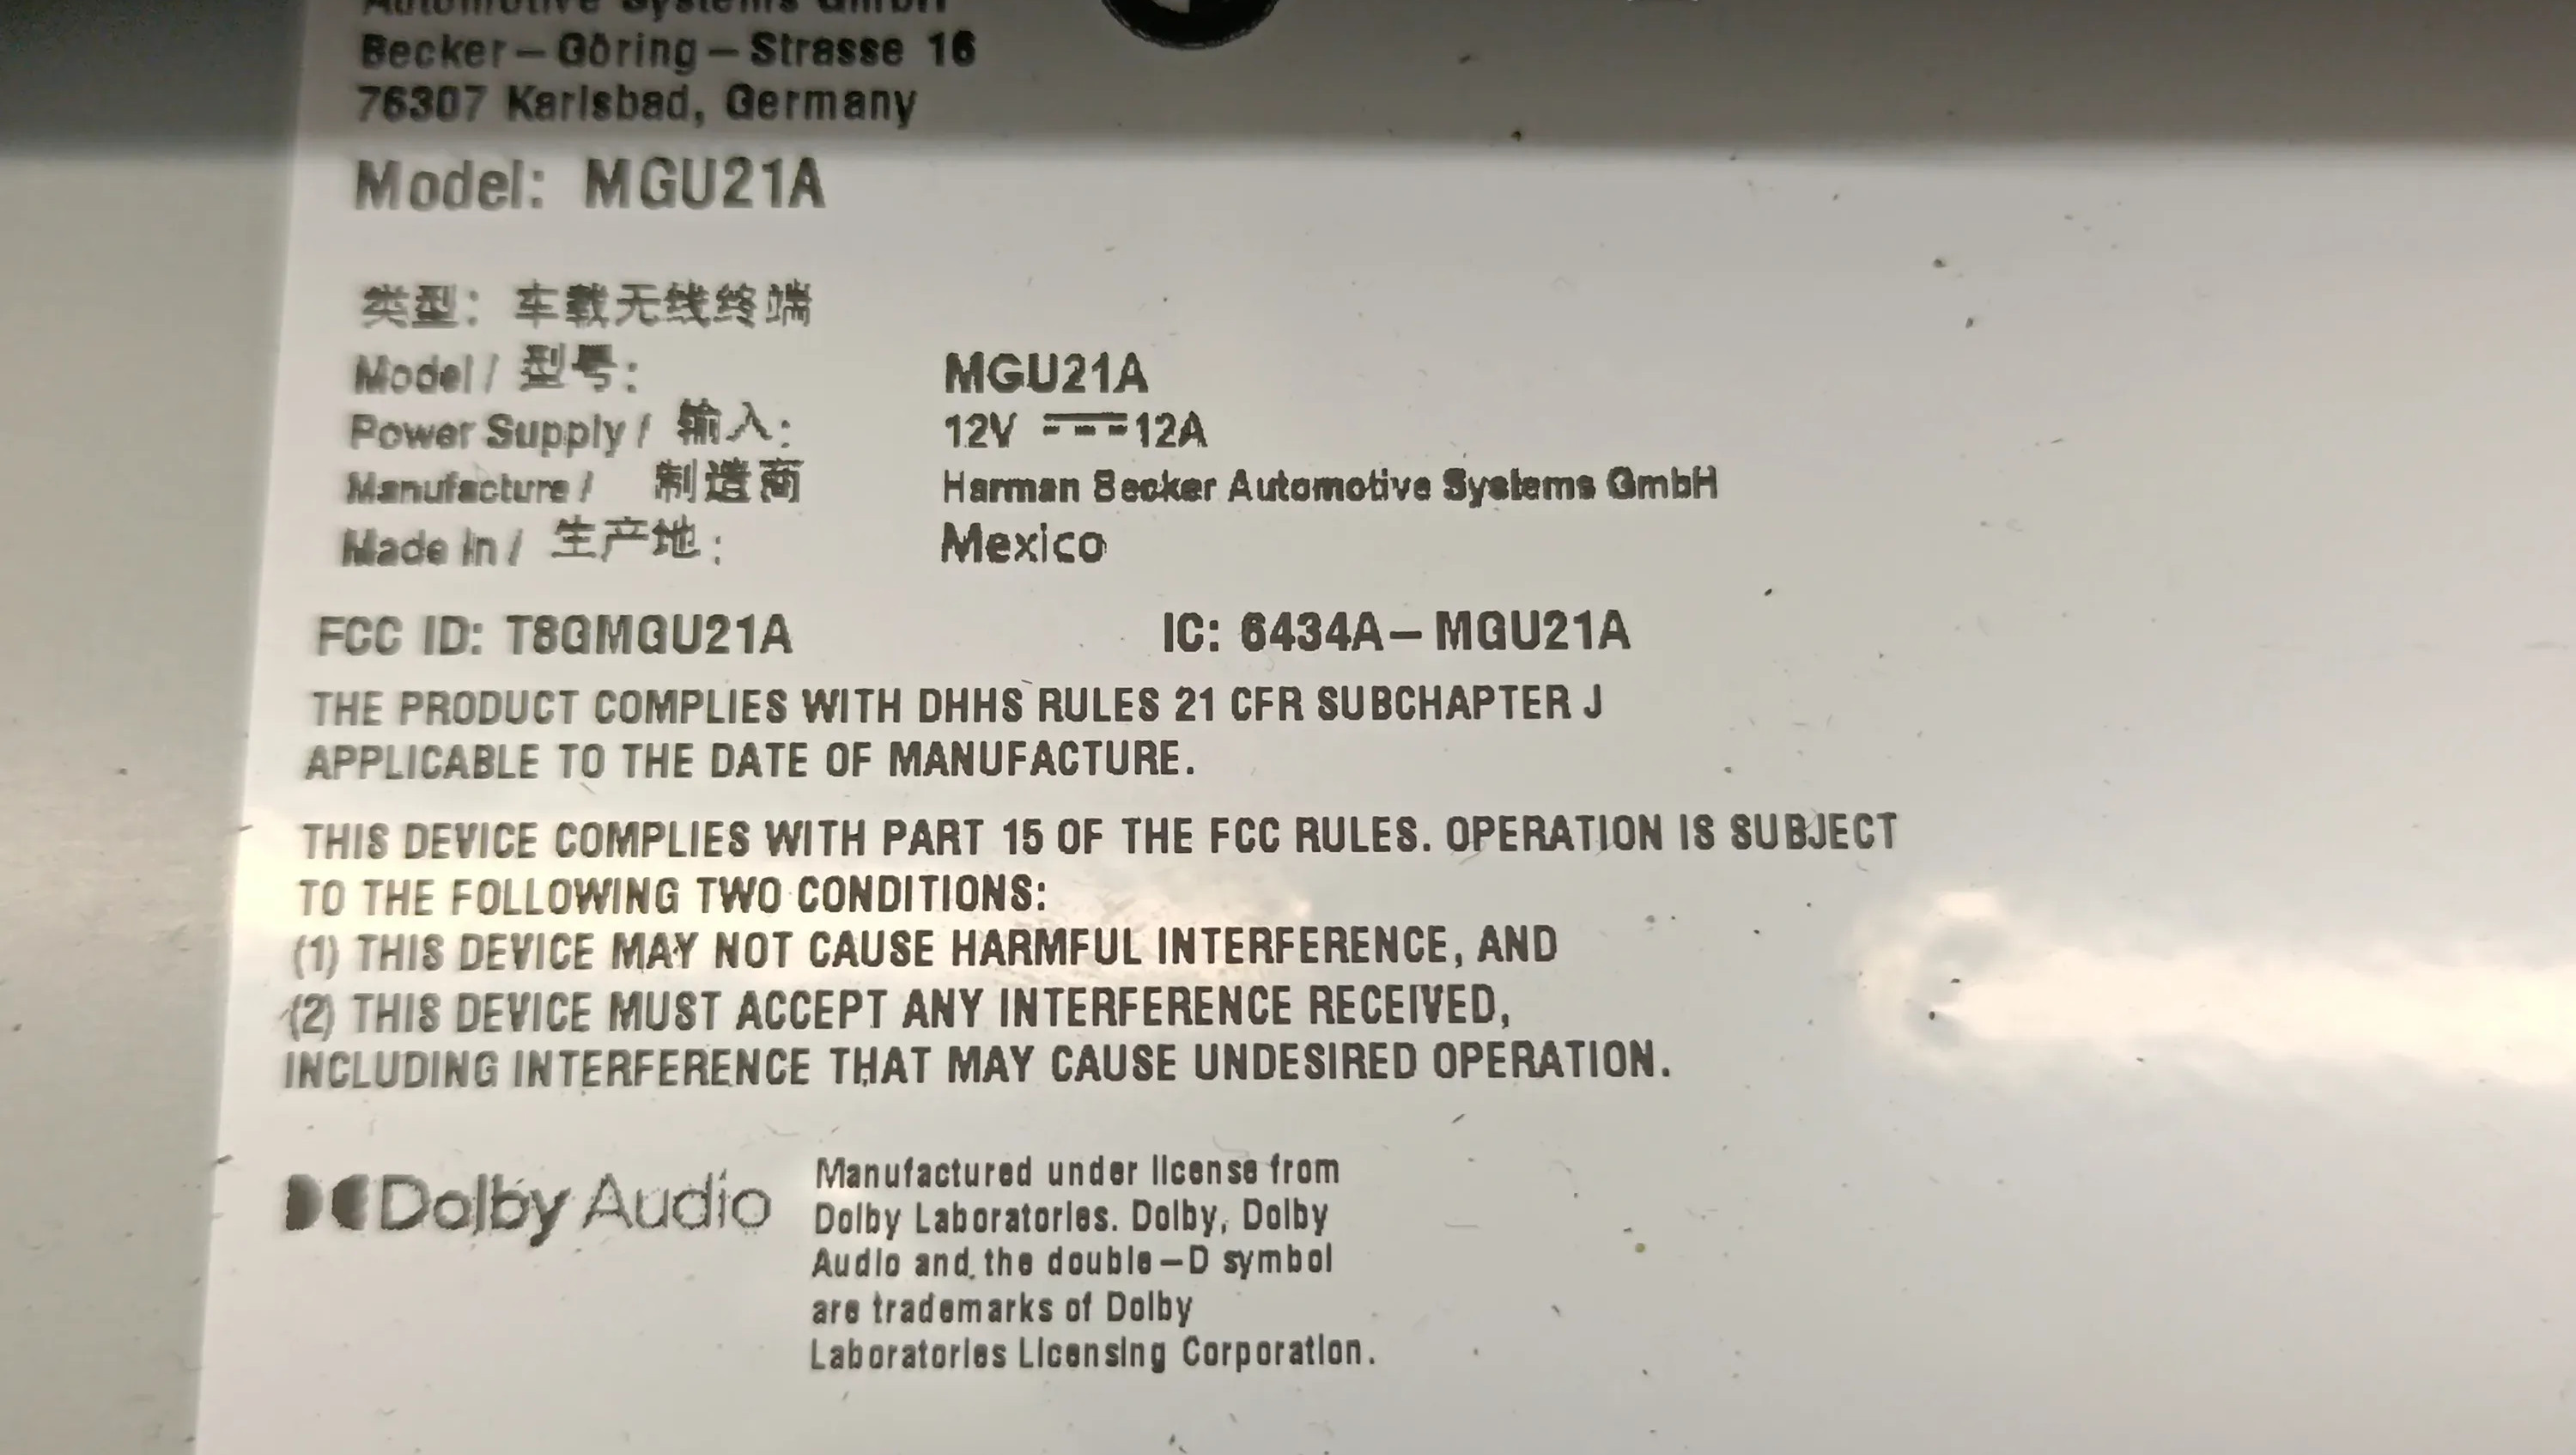 Automotive Systems GmbH
Becker-Göring-Strasse 16
76307 Karlsbad, Germany
Model: MGU21A
类型: 车载无线终端
Model / 型号: MGU21A
Power Supply / 输入: 12V ⎓ 12A
Manufacture / 制造商 Harman Becker Automotive Systems GmbH
Made in / 生产地: Mexico
FCC ID: T8GMGU21A IC: 6434A-MGU21A
THE PRODUCT COMPLIES WITH DHHS RULES 21 CFR SUBCHAPTER J
APPLICABLE TO THE DATE OF MANUFACTURE.
THIS DEVICE COMPLIES WITH PART 15 OF THE FCC RULES. OPERATION IS SUBJECT
TO THE FOLLOWING TWO CONDITIONS:
(1) THIS DEVICE MAY NOT CAUSE HARMFUL INTERFERENCE, AND
(2) THIS DEVICE MUST ACCEPT ANY INTERFERENCE RECEIVED,
INCLUDING INTERFERENCE THAT MAY CAUSE UNDESIRED OPERATION.
Dolby Audio
Manufactured under license from
Dolby Laboratories. Dolby, Dolby
Audio and the double-D symbol
are trademarks of Dolby
Laboratories Licensing Corporation.